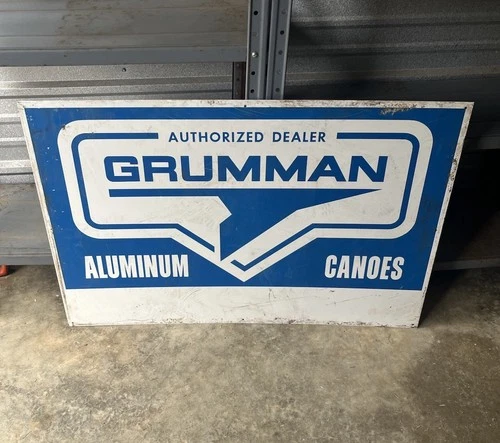 AUTHORIZED DEALER
GRUMMAN
ALUMINUM CANOES